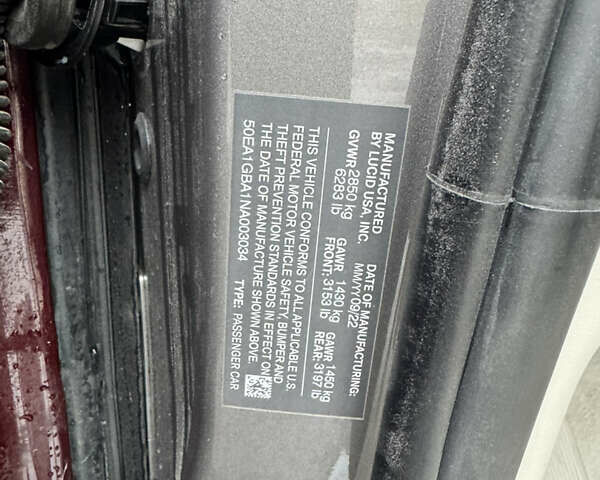 MANUFACTURED
BY LUCID USA, INC.
DATE OF MANUFACTURING:
MM/YY 09/22
GVWR 2850 kg
6283 lb
GAWR 1430 kg
FRONT: 3153 lb
GAWR 1450 kg
REAR: 3197 lb
THIS VEHICLE CONFORMS TO ALL APPLICABLE U.S.
FEDERAL MOTOR VEHICLE SAFETY, BUMPER AND
THEFT PREVENTION STANDARDS IN EFFECT ON
THE DATE OF MANUFACTURE SHOWN ABOVE.
50EA1GBA1NA003034
TYPE: PASSENGER CAR